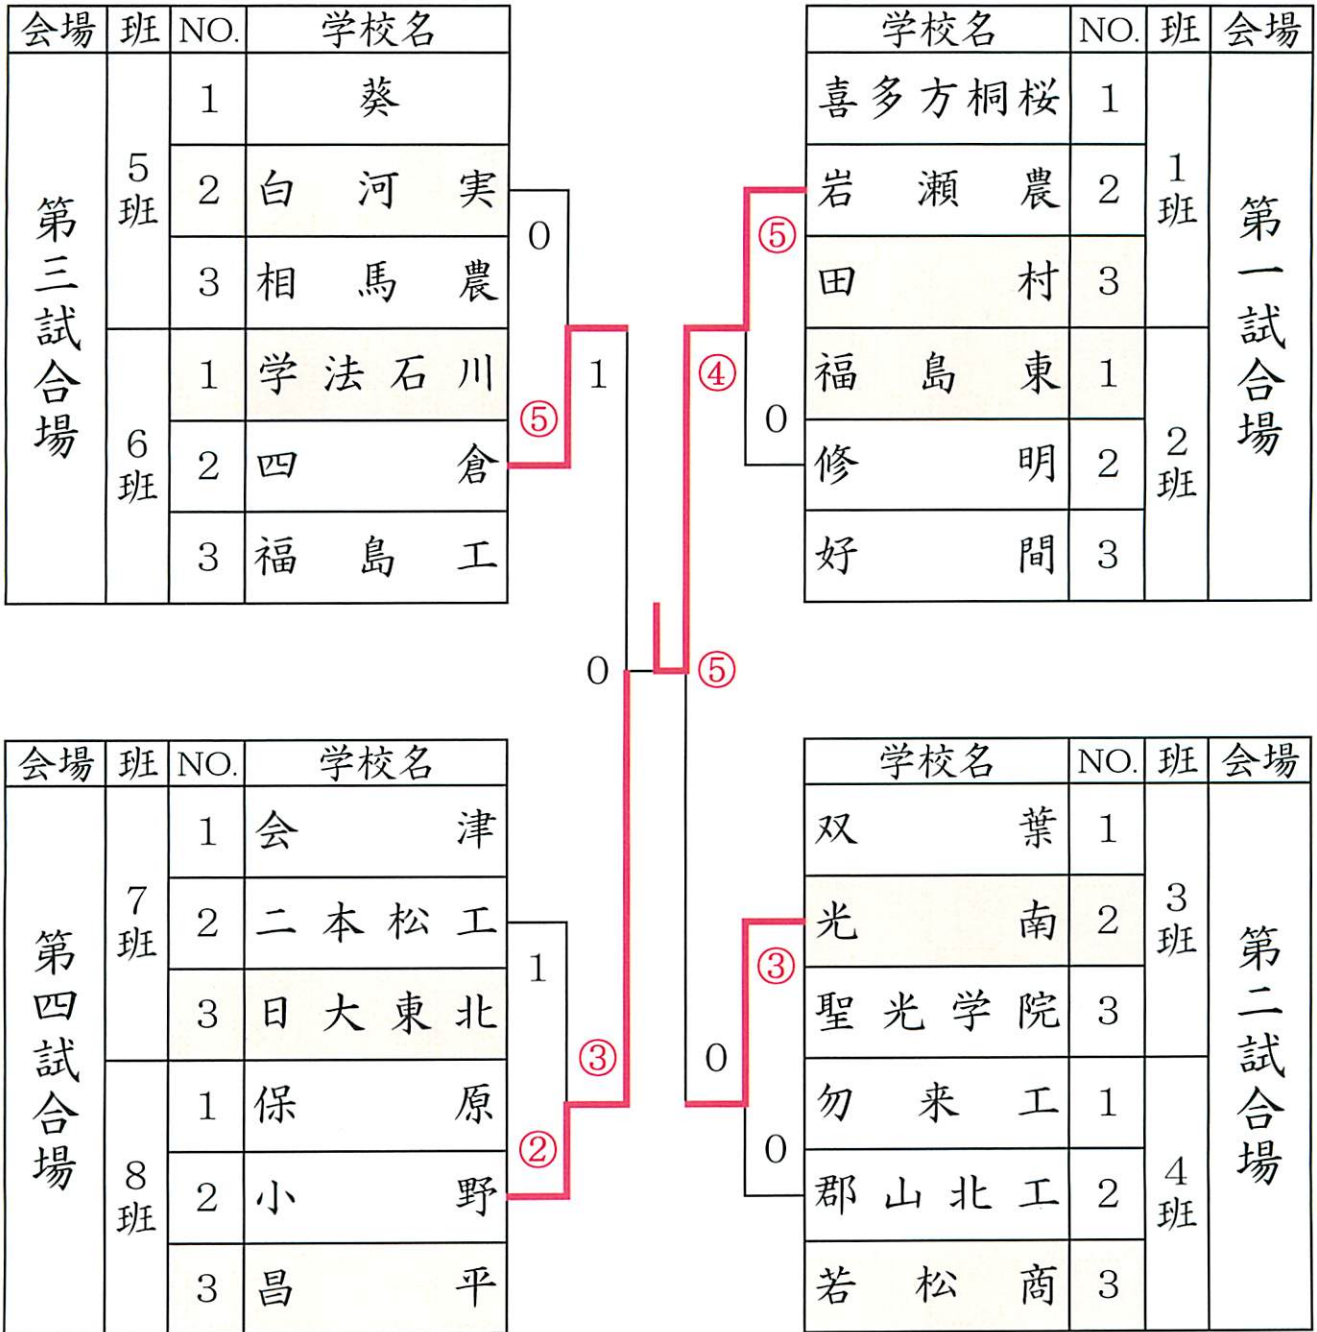 会場 班 NO. 学校名
第三試合場
5班
1 葵
2 白河実
3 相馬農
6班
1 学法石川
2 四倉
3 福島工
0
⑤
1
学校名 NO. 班 会場
第一試合場
1班
喜多方桐桜 1
岩瀬農 2
田村 3
2班
福島東 1
修明 2
好間 3
⑤
④
0
0
⑤
会場 班 NO. 学校名
第四試合場
7班
1 会津
2 二本松工
3 日大東北
8班
1 保原
2 小野
3 昌平
1
③
②
学校名 NO. 班 会場
第二試合場
3班
双葉 1
光南 2
聖光学院 3
4班
勿来工 1
郡山北工 2
若松商 3
③
0
0